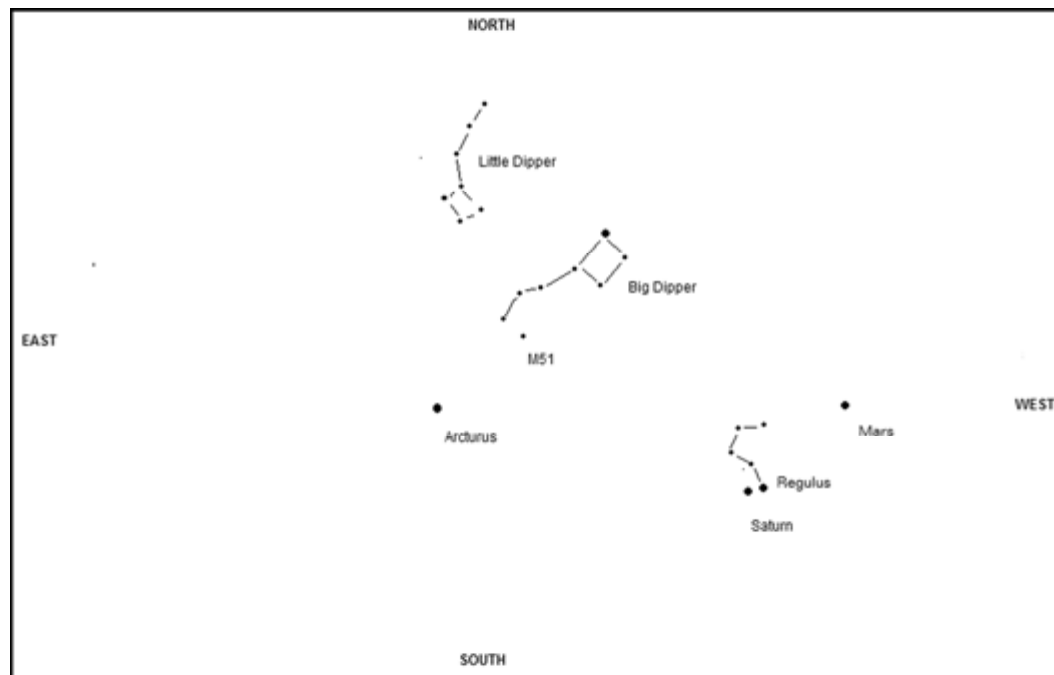 NORTH
Little Dipper
Big Dipper
EAST
M51
WEST
Arcturus
Mars
Regulus
Saturn
SOUTH